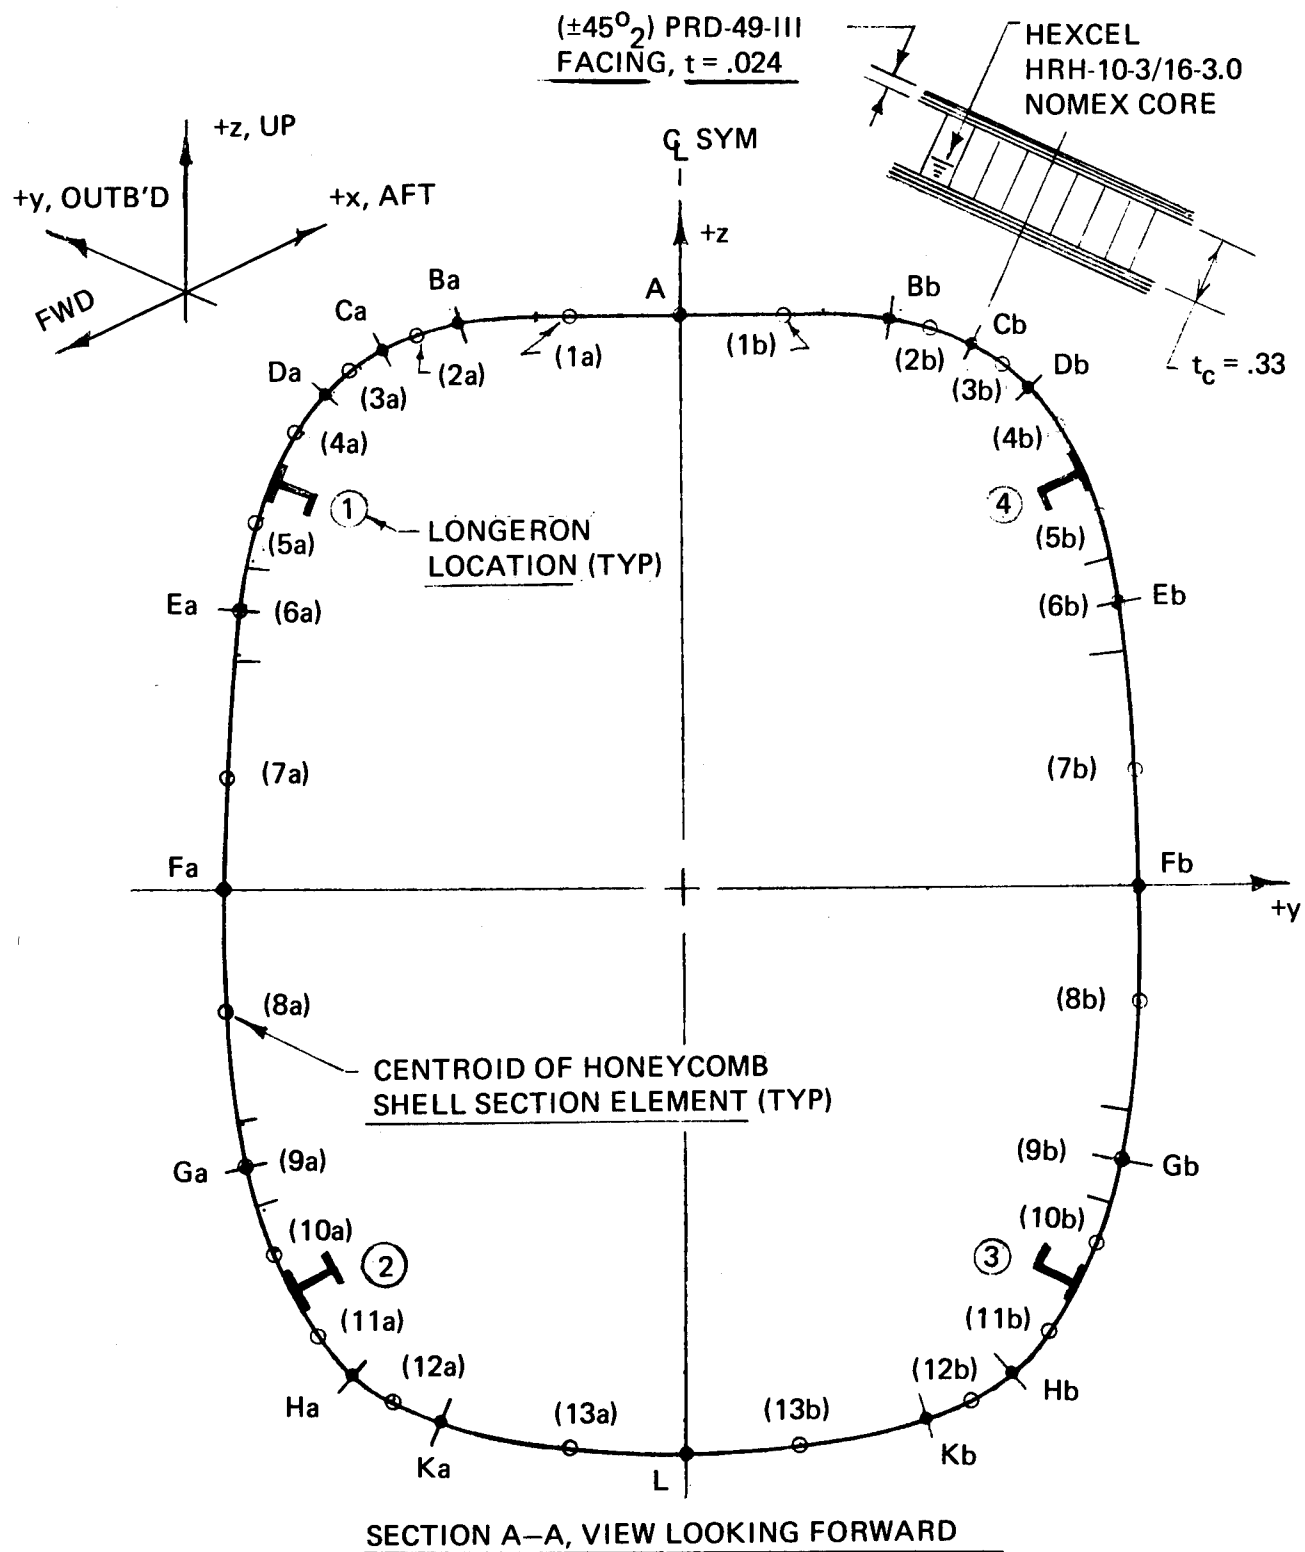 (±45°₂) PRD-49-III
FACING, t = .024
HEXCEL
HRH-10-3/16-3.0
NOMEX CORE
t_c = .33
+z, UP
+y, OUTB'D
+x, AFT
FWD
℄ SYM
+z
A
Ba
Bb
Ca
Cb
Da
Db
(1a)
(1b)
(2a)
(2b)
(3a)
(3b)
(4a)
(4b)
1
4
LONGERON
LOCATION (TYP)
(5a)
(5b)
Ea
(6a)
(6b)
Eb
(7a)
(7b)
Fa
Fb
+y
(8a)
(8b)
CENTROID OF HONEYCOMB
SHELL SECTION ELEMENT (TYP)
Ga
(9a)
(9b)
Gb
(10a)
(10b)
2
3
(11a)
(11b)
(12a)
(12b)
Ha
Hb
(13a)
(13b)
Ka
Kb
L
SECTION A–A, VIEW LOOKING FORWARD